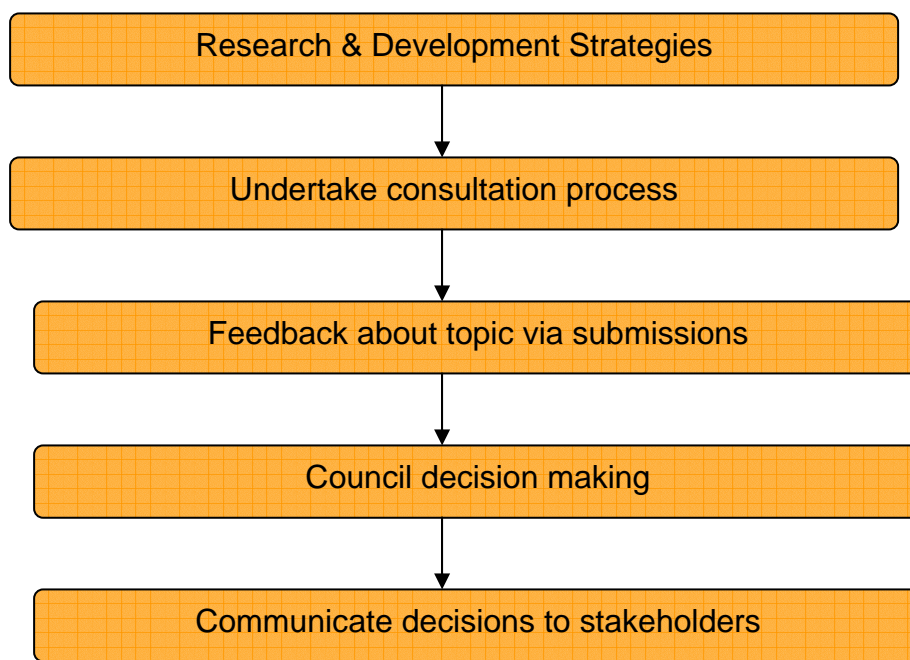 Research & Development Strategies
Undertake consultation process
Feedback about topic via submissions
Council decision making
Communicate decisions to stakeholders